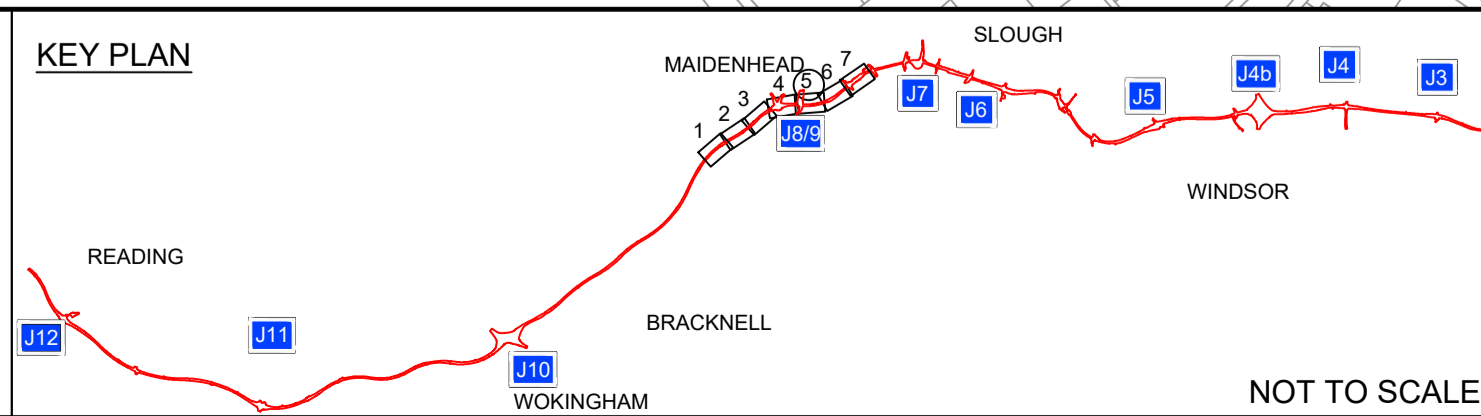 KEY PLAN
SLOUGH
MAIDENHEAD
1
2
3
4
5
6
7
J8/9
J7
J6
J5
J4b
J4
J3
WINDSOR
READING
BRACKNELL
J12
J11
J10
WOKINGHAM
NOT TO SCALE